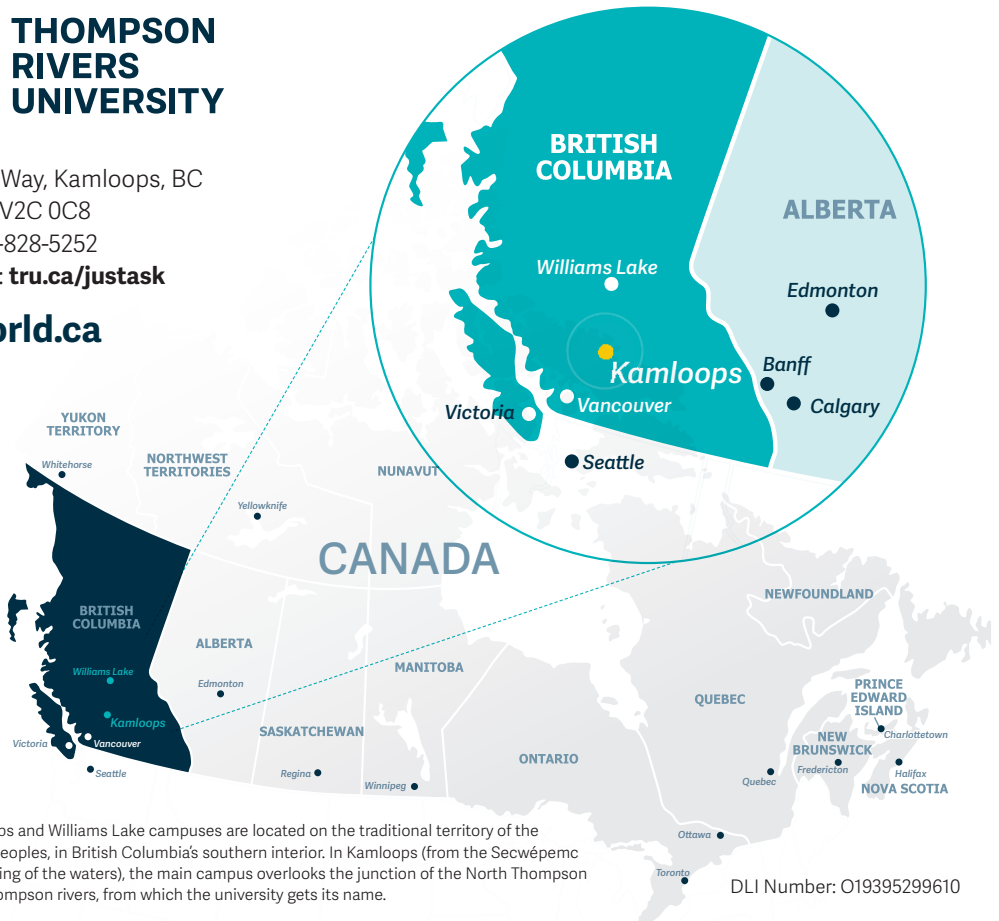 THOMPSON
RIVERS
UNIVERSITY
Way, Kamloops, BC
V2C 0C8
-828-5252
tru.ca/justask
orld.ca
BRITISH
COLUMBIA
ALBERTA
Williams Lake
Edmonton
Kamloops
Banff
Calgary
Vancouver
Victoria
Seattle
YUKON
TERRITORY
Whitehorse
NORTHWEST
TERRITORIES
Yellowknife
NUNAVUT
CANADA
BRITISH
COLUMBIA
Williams Lake
Kamloops
Victoria
Vancouver
Seattle
ALBERTA
Edmonton
SASKATCHEWAN
Regina
MANITOBA
Winnipeg
ONTARIO
Ottawa
Toronto
QUEBEC
Quebec
NEWFOUNDLAND
PRINCE
EDWARD
ISLAND
Charlottetown
NEW
BRUNSWICK
Fredericton
Halifax
NOVA SCOTIA
ps and Williams Lake campuses are located on the traditional territory of the
eoples, in British Columbia's southern interior. In Kamloops (from the Secwépemc
ing of the waters), the main campus overlooks the junction of the North Thompson
ompson rivers, from which the university gets its name.
DLI Number: O19395299610